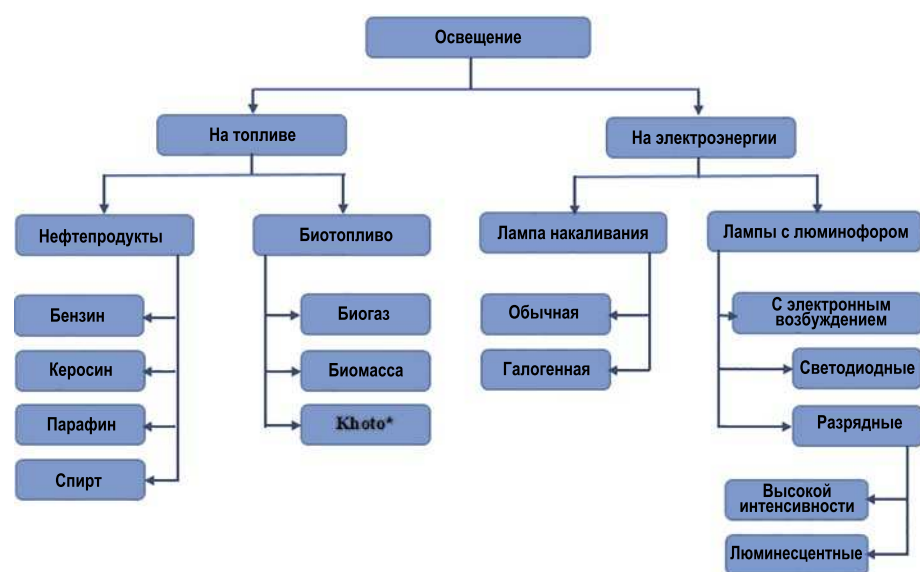 Освещение
На топливе
На электроэнергии
Нефтепродукты
Биотопливо
Лампа накаливания
Лампы с люминофором
Бензин
Керосин
Парафин
Спирт
Биогаз
Биомасса
Khoto*
Обычная
Галогенная
С электронным
возбуждением
Светодиодные
Разрядные
Высокой
интенсивности
Люминесцентные